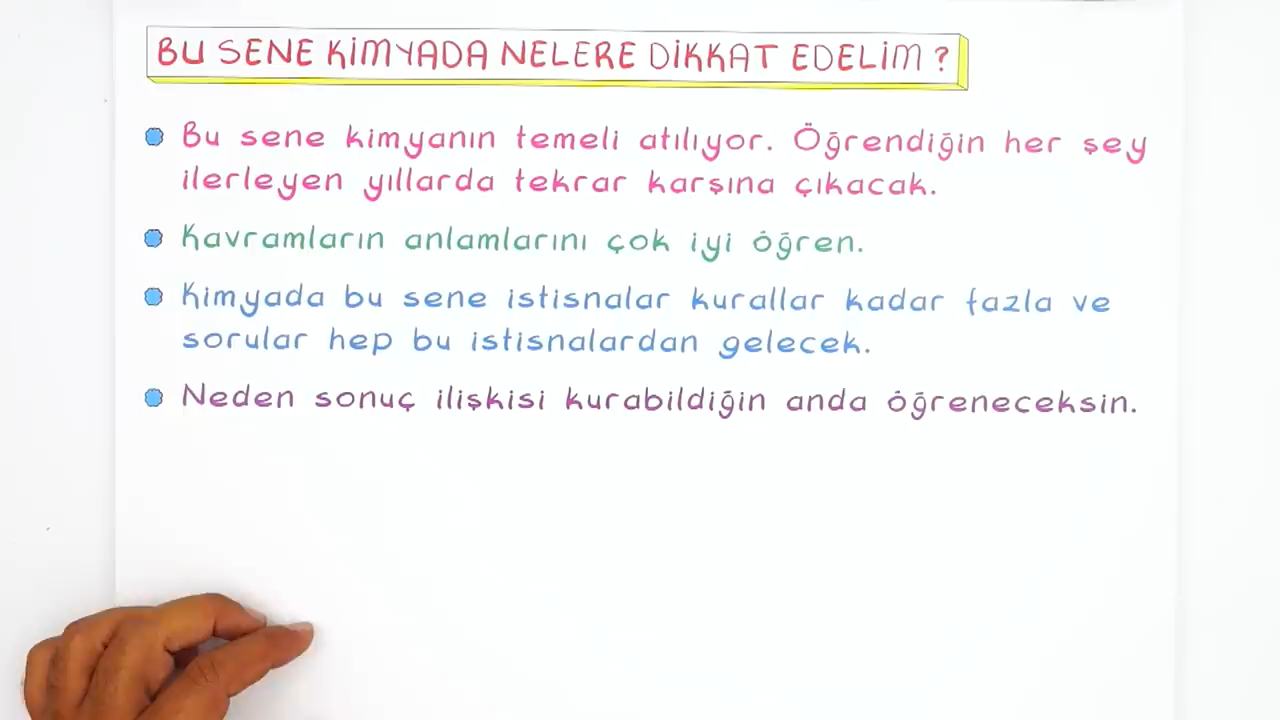 BU SENE KİMYADA NELERE DİKKAT EDELİM ?
Bu sene kimyanın temeli atılıyor. Öğrendiğin her şey
ilerleyen yıllarda tekrar karşına çıkacak.
Kavramların anlamlarını çok iyi öğren.
Kimyada bu sene istisnalar kurallar kadar fazla ve
sorular hep bu istisnalardan gelecek.
Neden sonuç ilişkisi kurabildiğin anda öğreneceksin.